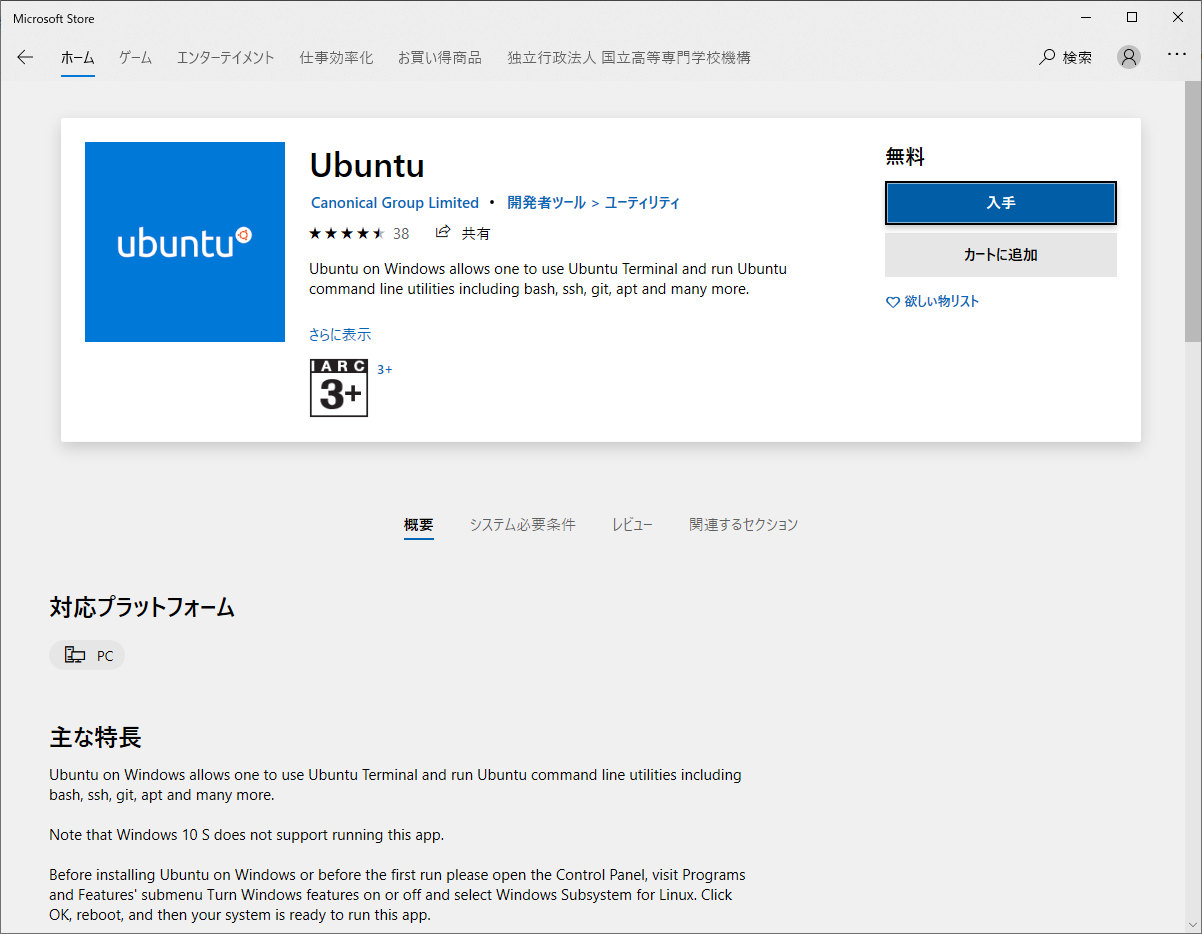 Microsoft Store
ホーム ゲーム エンターテイメント 仕事効率化 お買い得商品 独立行政法人 国立高等専門学校機構 検索
ubuntu
Ubuntu
Canonical Group Limited • 開発者ツール > ユーティリティ
38 共有
Ubuntu on Windows allows one to use Ubuntu Terminal and run Ubuntu
command line utilities including bash, ssh, git, apt and many more.
さらに表示
IARC
3+
3+
無料
入手
カートに追加
欲しい物リスト
概要 システム必要条件 レビュー 関連するセクション
対応プラットフォーム
PC
主な特長
Ubuntu on Windows allows one to use Ubuntu Terminal and run Ubuntu command line utilities including
bash, ssh, git, apt and many more.
Note that Windows 10 S does not support running this app.
Before installing Ubuntu on Windows or before the first run please open the Control Panel, visit Programs
and Features' submenu Turn Windows features on or off and select Windows Subsystem for Linux. Click
OK, reboot, and then your system is ready to run this app.